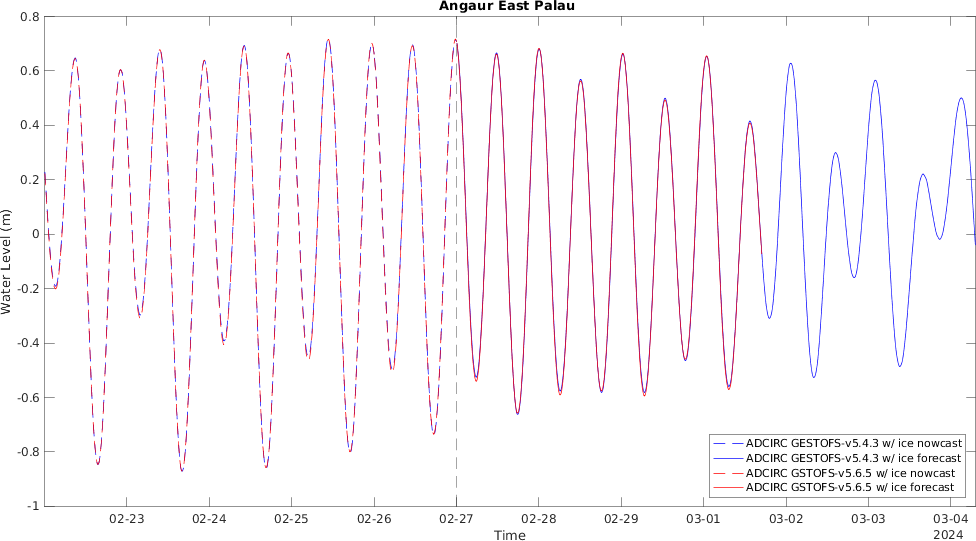 Angaur East Palau
0.8
0.6
0.4
0.2
0
-0.2
-0.4
-0.6
-0.8
-1
Water Level (m)
02-23 02-24 02-25 02-26 02-27 02-28 02-29 03-01 03-02 03-03 03-04
Time 2024
ADCIRC GESTOFS-v5.4.3 w/ ice nowcast
ADCIRC GESTOFS-v5.4.3 w/ ice forecast
ADCIRC GSTOFS-v5.6.5 w/ ice nowcast
ADCIRC GSTOFS-v5.6.5 w/ ice forecast